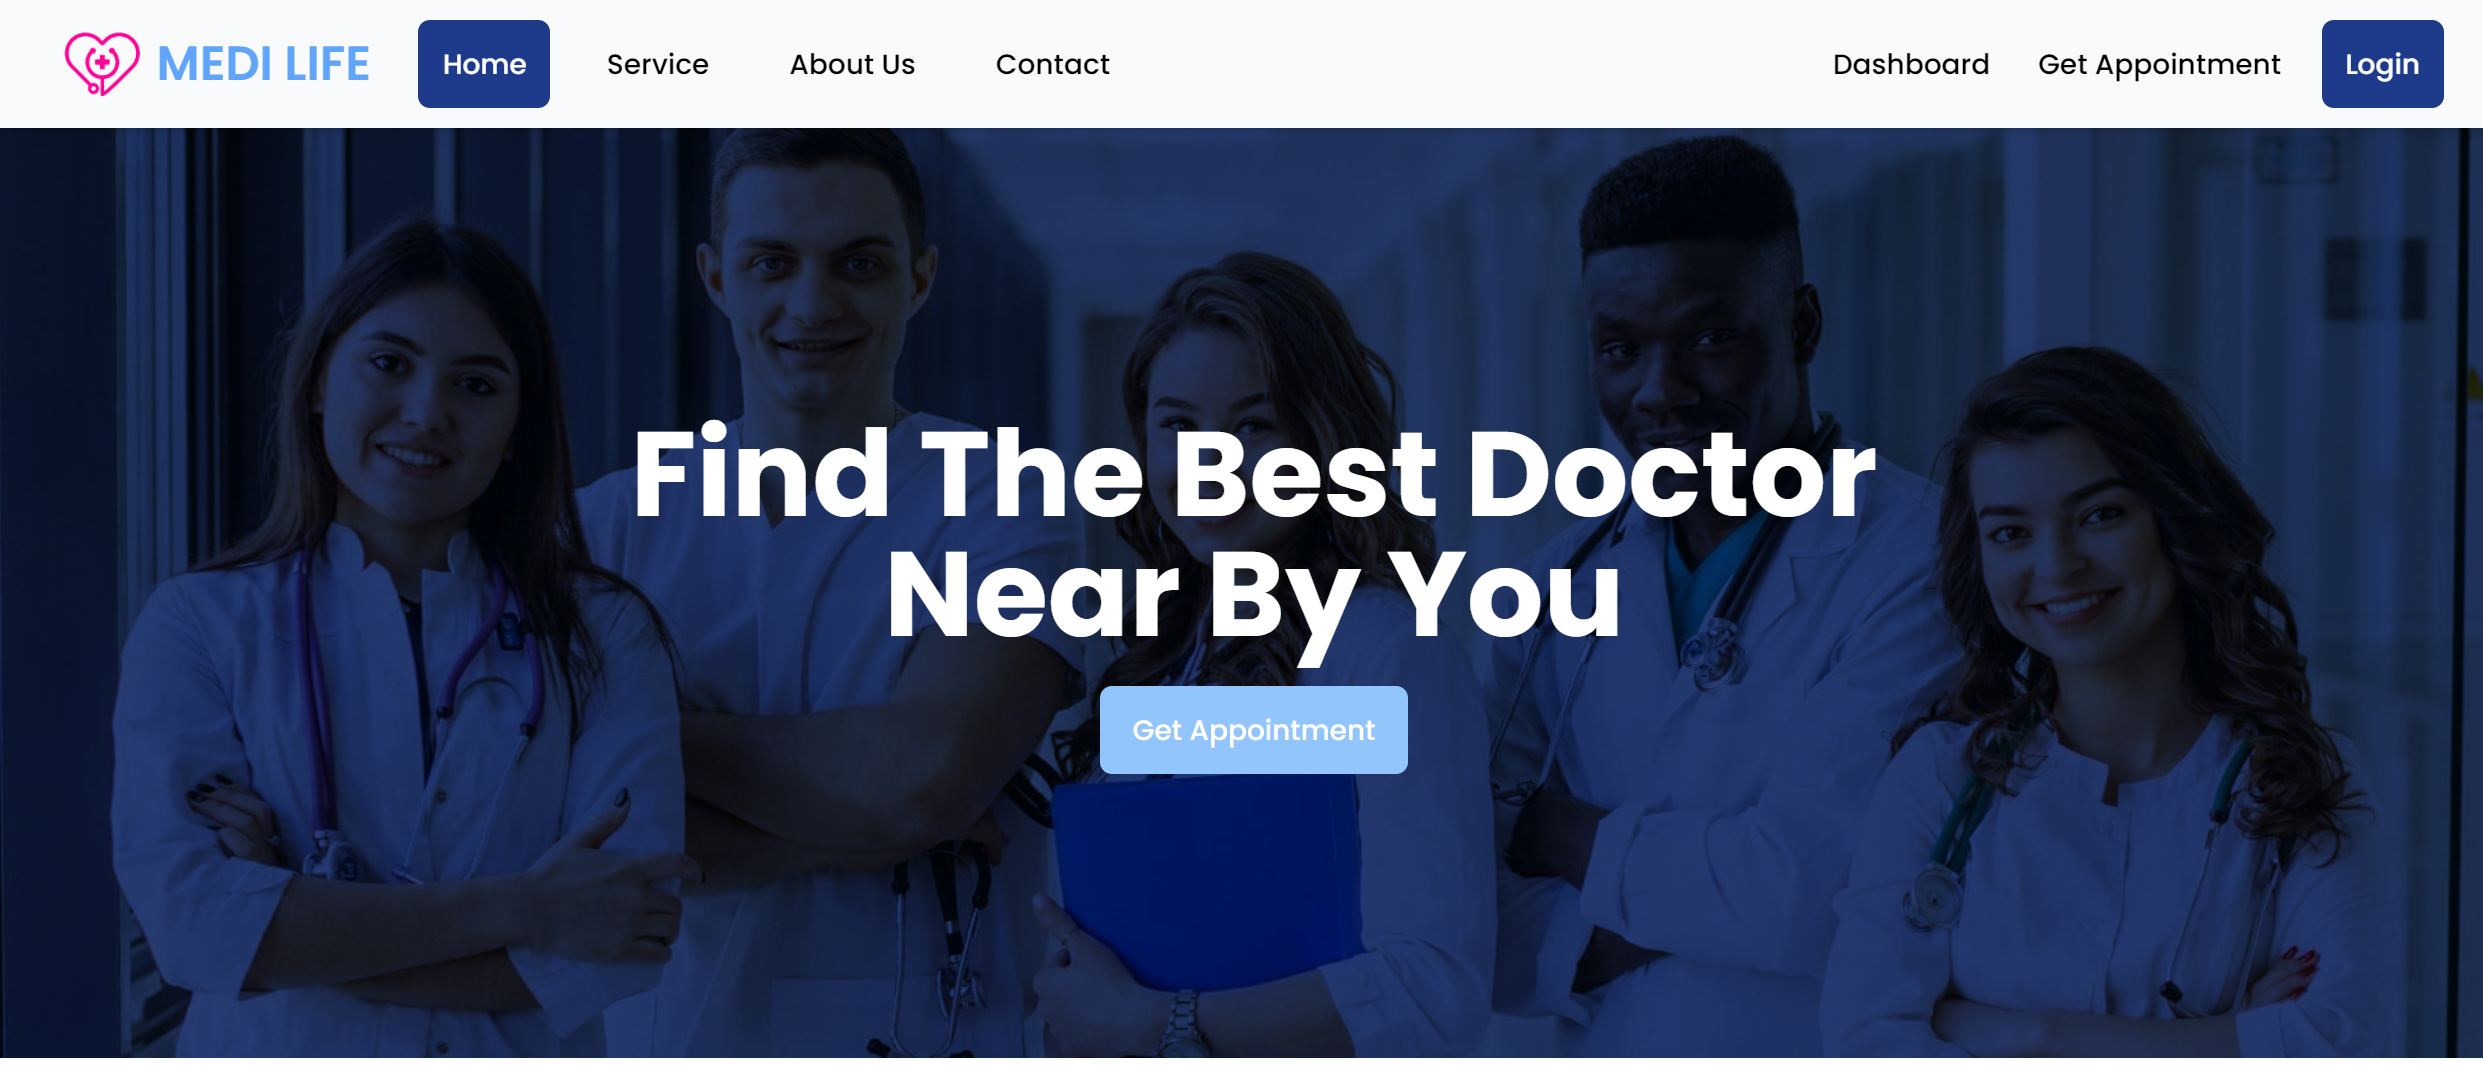 MEDI LIFE
Home
Service
About Us
Contact
Dashboard
Get Appointment
Login
Find The Best Doctor
Near By You
Get Appointment